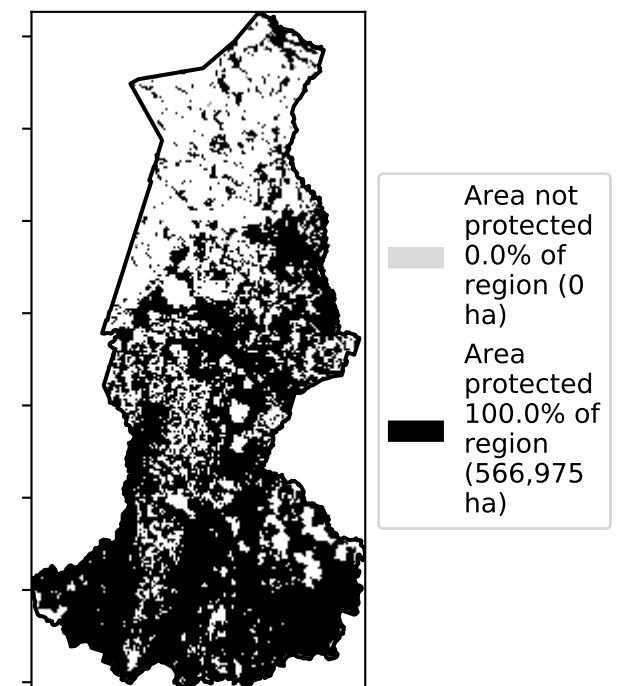 Area not
protected
0.0% of
region (0
ha)
Area
protected
100.0% of
region
(566,975
ha)